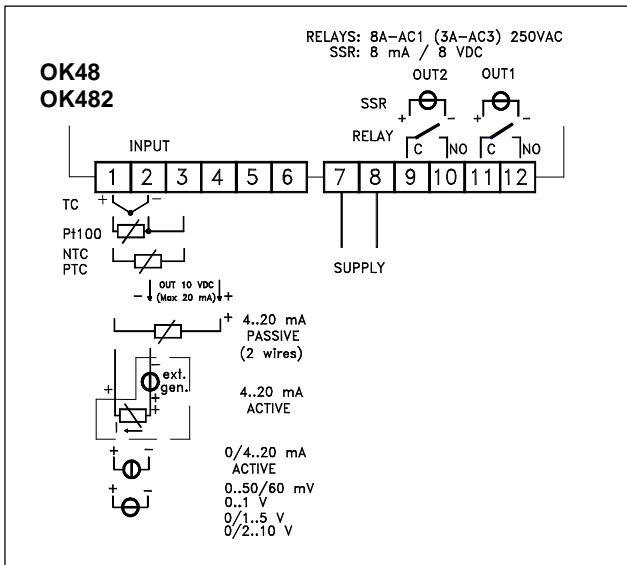 RELAYS: 8A-AC1 (3A-AC3) 250VAC
SSR: 8 mA / 8 VDC
OK48
OK482
OUT2 OUT1
SSR + - + -
RELAY
INPUT
C NO C NO
1 2 3 4 5 6 7 8 9 10 11 12
TC + -
Pt100
NTC
PTC
SUPPLY
OUT 10 VDC
- (Max 20 mA) +
+ 4..20 mA
PASSIVE
(2 wires)
-
+ ext.
gen.
+
+
I
4..20 mA
ACTIVE
+ - 0/4..20 mA
ACTIVE
+ - 0..50/60 mV
0..1 V
0/1..5 V
0/2..10 V